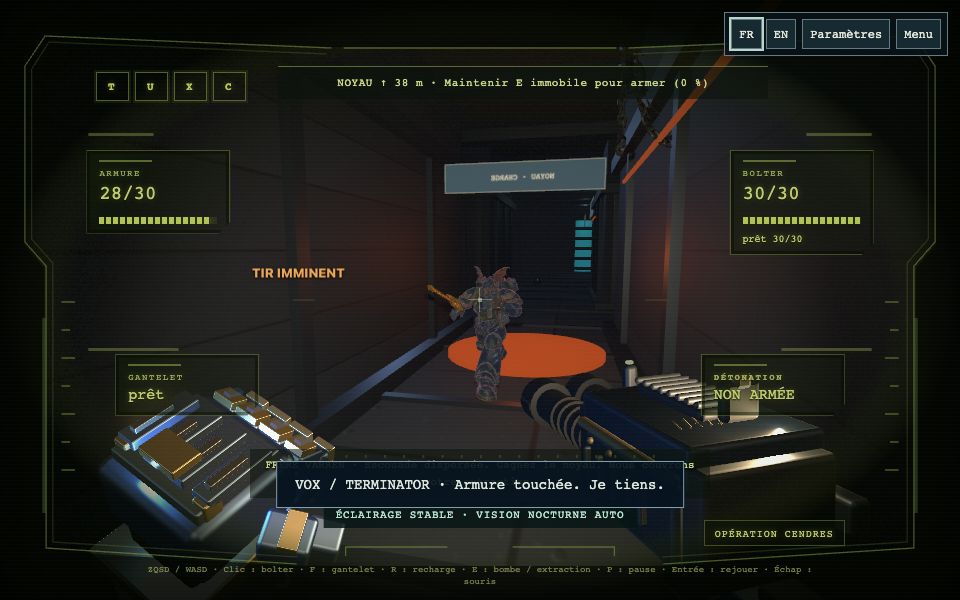 FR EN Paramètres Menu
T U X C
NOYAU ↑ 38 m · Maintenir E immobile pour armer (0 %)
ARMURE
28/30
BOLTER
30/30
prêt 30/30
NOYAU · CHARGE
TIR IMMINENT
GANTELET
prêt
DÉTONATION
NON ARMÉE
VOX / TERMINATOR · Armure touchée. Je tiens.
ÉCLAIRAGE STABLE · VISION NOCTURNE AUTO
OPÉRATION CENDRES
ZQSD / WASD · Clic : bolter · F : gantelet · R : recharge · E : bombe / extraction · P : pause · Entrée : rejouer · Échap :
souris